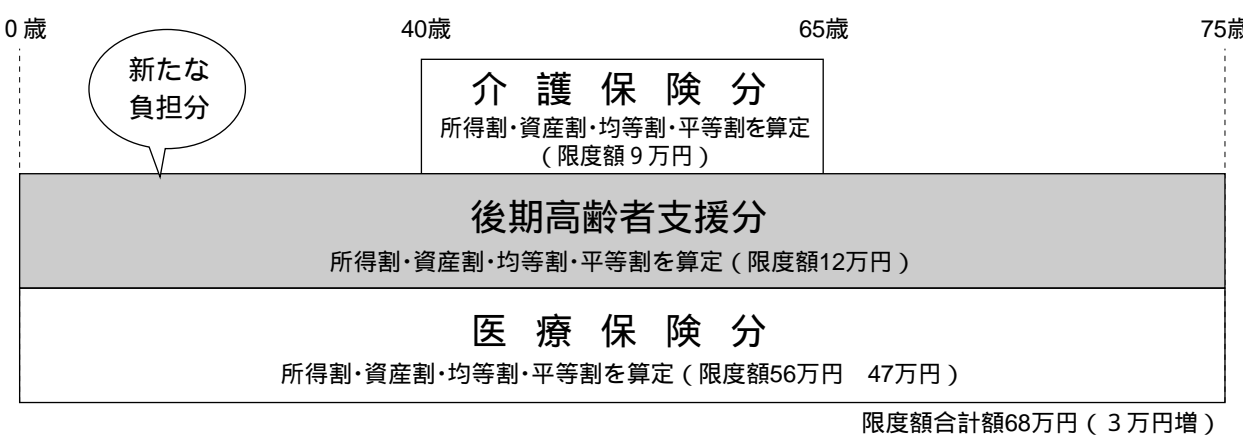 0歳
40歳
65歳
75歳
新たな
負担分
介護保険分
所得割・資産割・均等割・平等割を算定
(限度額9万円)
後期高齢者支援分
所得割・資産割・均等割・平等割を算定(限度額12万円)
医療保険分
所得割・資産割・均等割・平等割を算定(限度額56万円 47万円)
限度額合計額68万円(3万円増)